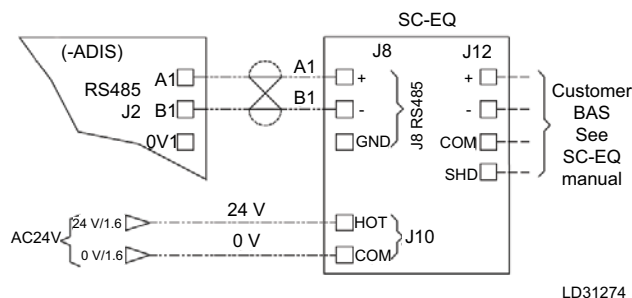 SC-EQ
(-ADIS)
RS485
J2
A1
B1
0V1
A1
B1
J8
+
-
GND
J8 RS485
J12
+
-
COM
SHD
Customer
BAS
See
SC-EQ
manual
AC24V
24 V/1.6
0 V/1.6
24 V
0 V
HOT
COM
J10
LD31274